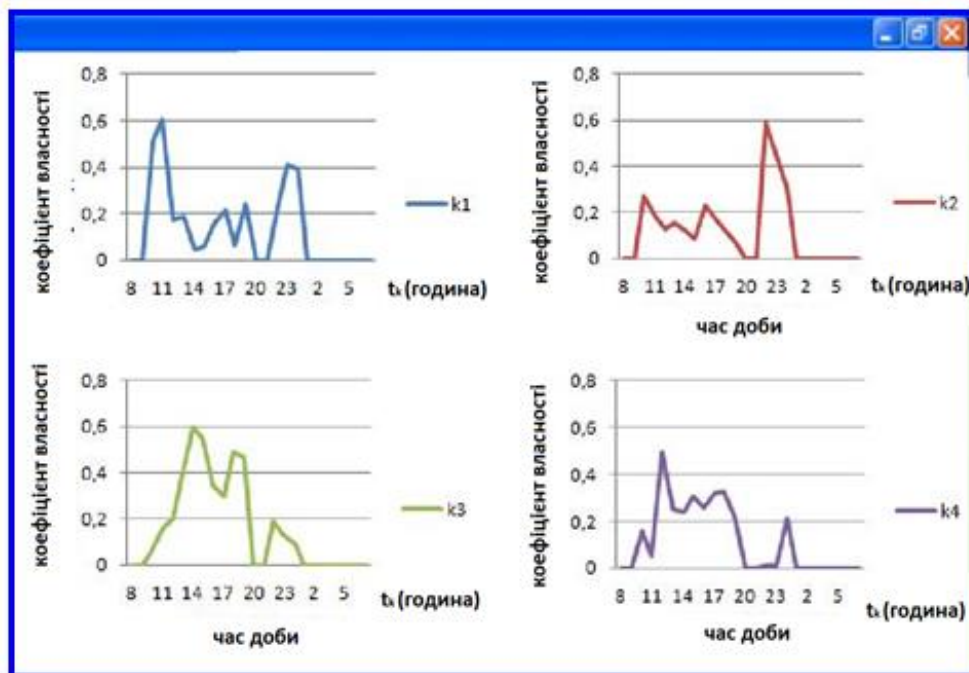 коефіцієнт власності
0,8
0,6
0,4
0,2
0
8 11 14 17 20 23 2 5
tₖ (година)
k1
коефіцієнт власності
0,8
0,6
0,4
0,2
0
8 11 14 17 20 23 2 5
tₖ (година)
час доби
k2
коефіцієнт власності
0,8
0,6
0,4
0,2
0
8 11 14 17 20 23 2 5
tₖ (година)
час доби
k3
коефіцієнт власності
0,8
0,6
0,4
0,2
0
8 11 14 17 20 23 2 5
tₖ (година)
час доби
k4